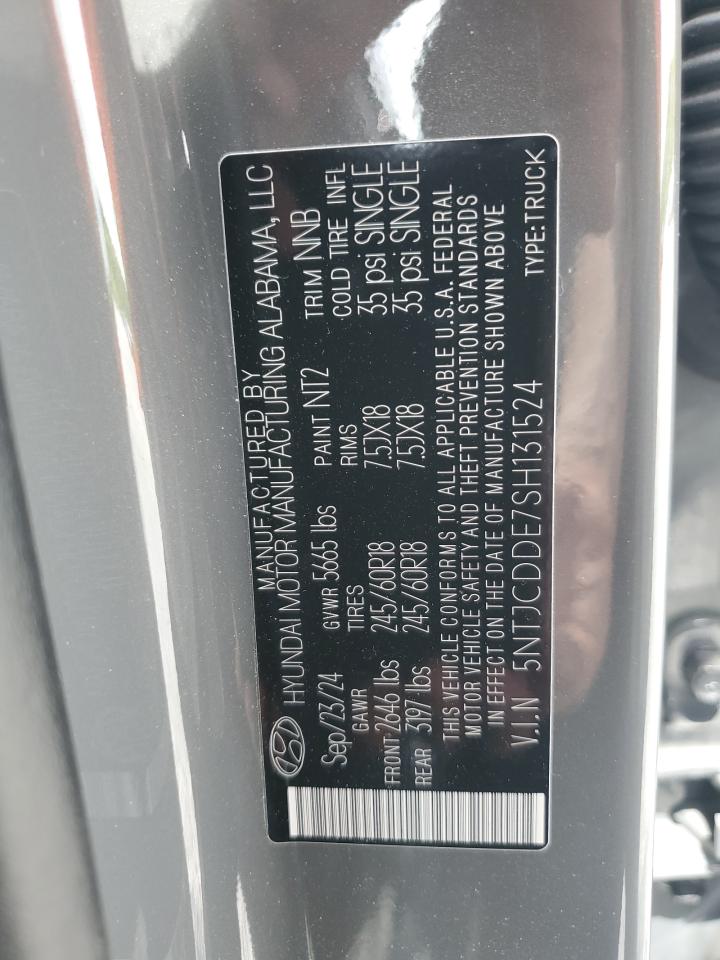 MANUFACTURED BY
HYUNDAI MOTOR MANUFACTURING ALABAMA, LLC
Sep/23/24 GVWR 5665 lbs PAINT NT2 TRIM NNB
GAWR TIRES RIMS COLD TIRE INFL
FRONT 2646 lbs 245/60R18 7.5JX18 35 psi SINGLE
REAR 3197 lbs 245/60R18 7.5JX18 35 psi SINGLE
THIS VEHICLE CONFORMS TO ALL APPLICABLE U.S.A. FEDERAL
MOTOR VEHICLE SAFETY AND THEFT PREVENTION STANDARDS
IN EFFECT ON THE DATE OF MANUFACTURE SHOWN ABOVE
V.I.N 5NTJCDDE7SH131524 TYPE:TRUCK